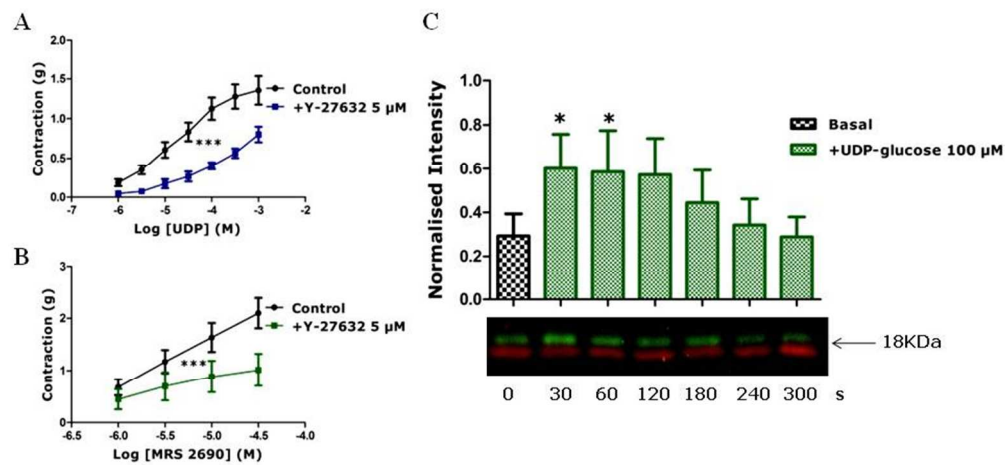 A
Contraction (g)
2.0
1.5
1.0
0.5
0.0
-7
-6
-5
-4
-3
-2
Log [UDP] (M)
***
Control
+Y-27632 5 µM
B
Contraction (g)
3
2
1
0
-6.5
-6.0
-5.5
-5.0
-4.5
-4.0
Log [MRS 2690] (M)
***
Control
+Y-27632 5 µM
C
Normalised Intensity
1.0
0.8
0.6
0.4
0.2
0.0
*
*
Basal
+UDP-glucose 100 µM
18KDa
0 30 60 120 180 240 300 s